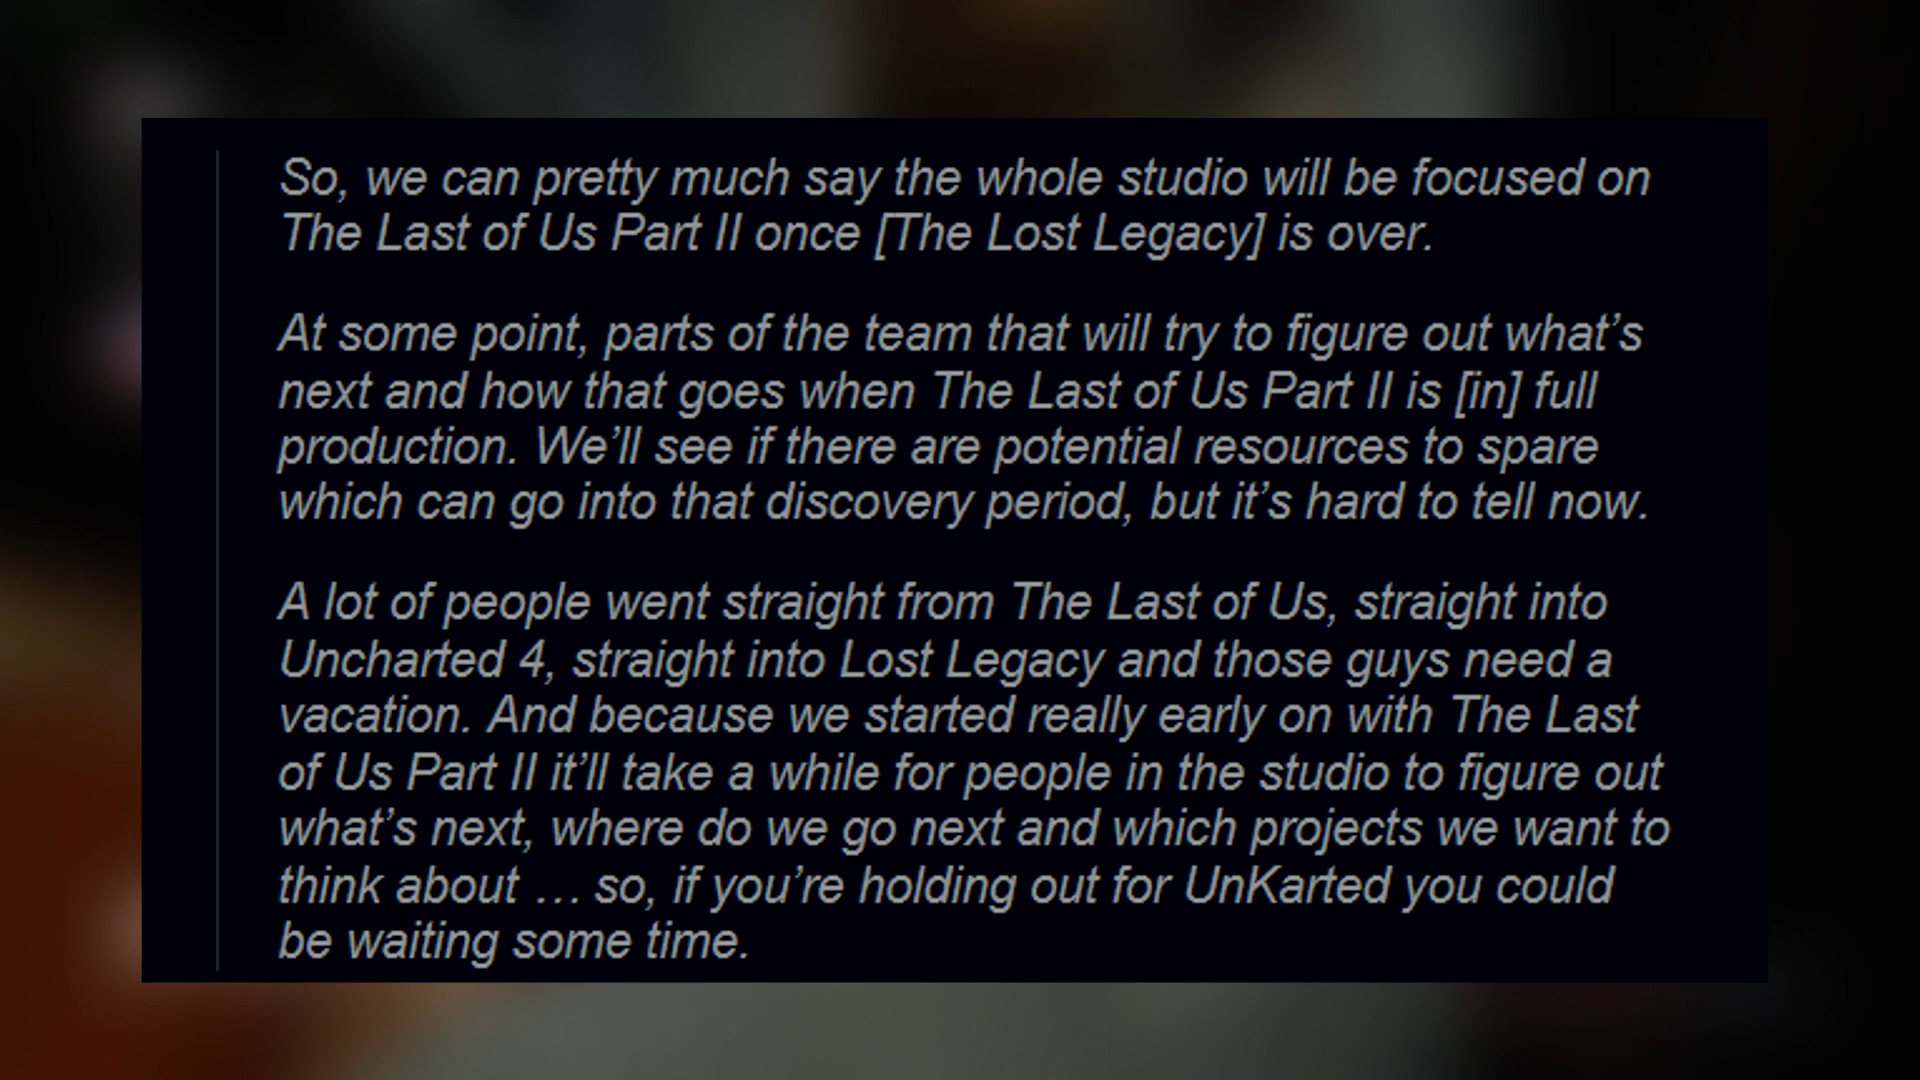 So, we can pretty much say the whole studio will be focused on
The Last of Us Part II once [The Lost Legacy] is over.
At some point, parts of the team that will try to figure out what’s
next and how that goes when The Last of Us Part II is [in] full
production. We’ll see if there are potential resources to spare
which can go into that discovery period, but it’s hard to tell now.
A lot of people went straight from The Last of Us, straight into
Uncharted 4, straight into Lost Legacy and those guys need a
vacation. And because we started really early on with The Last
of Us Part II it’ll take a while for people in the studio to figure out
what’s next, where do we go next and which projects we want to
think about … so, if you’re holding out for UnKarted you could
be waiting some time.